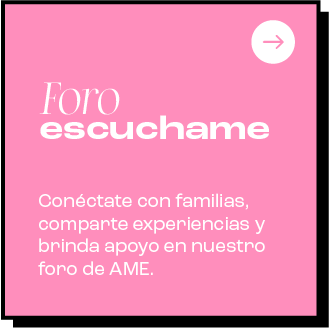 Foro
escuchame
Conéctate con familias,
comparte experiencias y
brinda apoyo en nuestro
foro de AME.